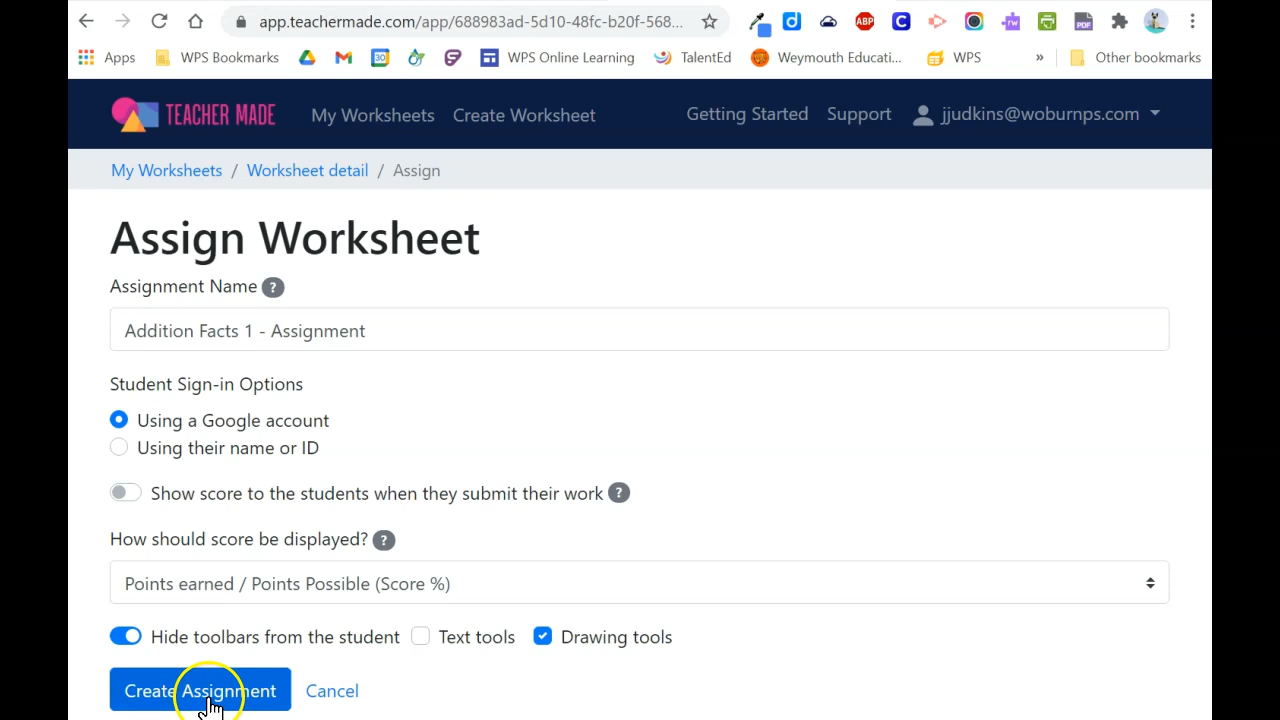 app.teachermade.com/app/688983ad-5d10-48fc-b20f-568...
ABP
C
rw
PDF
Apps
WPS Bookmarks
30
WPS Online Learning
TalentEd
Weymouth Educati...
WPS
»
Other bookmarks
TEACHER MADE
My Worksheets
Create Worksheet
Getting Started
Support
jjudkins@woburnps.com
My Worksheets / Worksheet detail / Assign
Assign Worksheet
Assignment Name ?
Addition Facts 1 - Assignment
Student Sign-in Options
Using a Google account
Using their name or ID
Show score to the students when they submit their work ?
How should score be displayed? ?
Points earned / Points Possible (Score %)
Hide toolbars from the student Text tools Drawing tools
Create Assignment Cancel